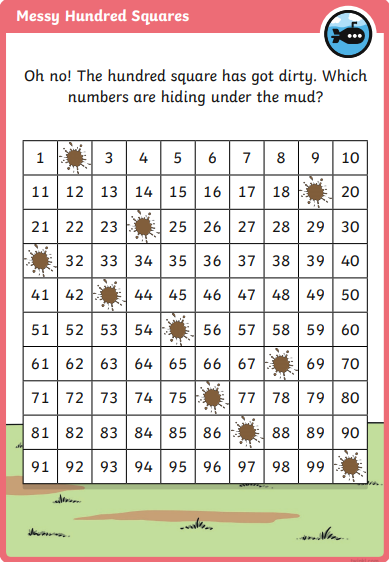 Messy Hundred Squares
Oh no! The hundred square has got dirty. Which
numbers are hiding under the mud?
1 3 4 5 6 7 8 9 10
11 12 13 14 15 16 17 18 20
21 22 23 25 26 27 28 29 30
32 33 34 35 36 37 38 39 40
41 42 44 45 46 47 48 49 50
51 52 53 54 56 57 58 59 60
61 62 63 64 65 66 67 69 70
71 72 73 74 75 77 78 79 80
81 82 83 84 85 86 88 89 90
91 92 93 94 95 96 97 98 99